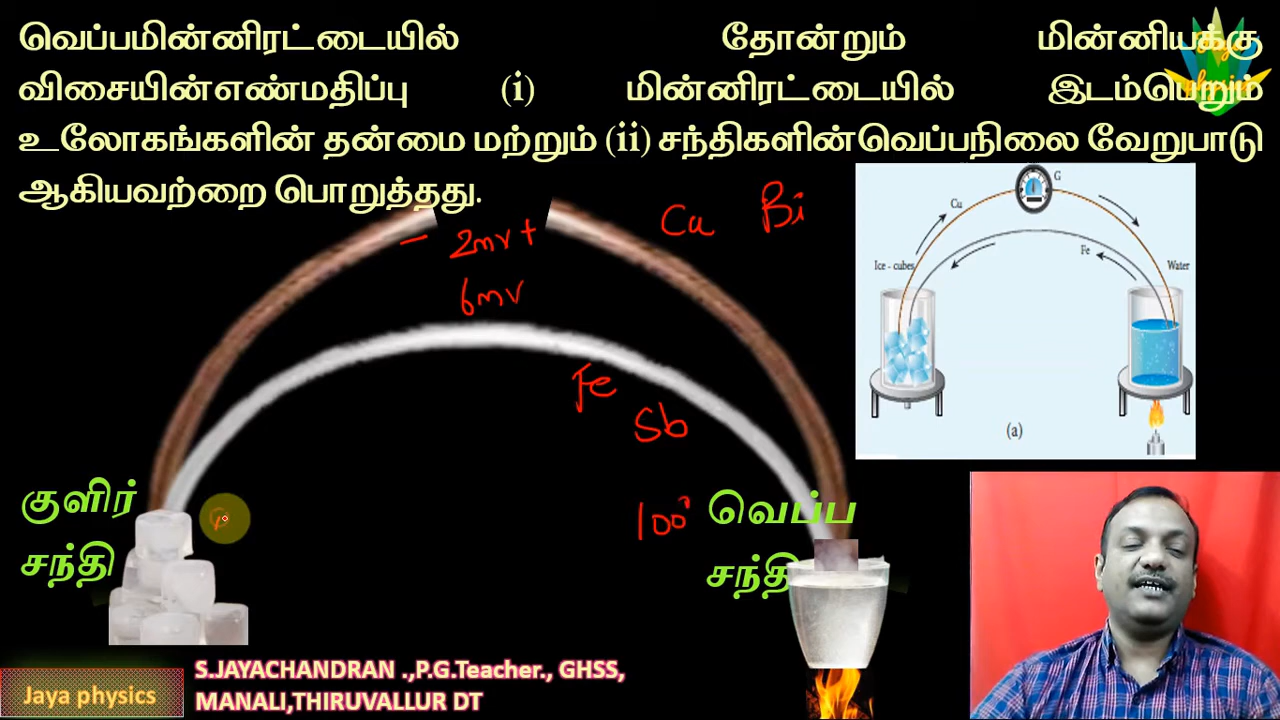 வெப்பமின்னிரட்டையில் தோன்றும் மின்னியக்கு
விசையின்எண்மதிப்பு (i) மின்னிரட்டையில் இடம்பெறும்
உலோகங்களின் தன்மை மற்றும் (ii) சந்திகளின்வெப்பநிலை வேறுபாடு
ஆகியவற்றை பொறுத்தது.
Cu Bi
− 2mv +
6mv
Fe
Sb
100°
குளிர்
சந்தி
வெப்ப
சந்தி
G
Cu
Fe
Ice - cubes
Water
(a)
S.JAYACHANDRAN .,P.G.Teacher., GHSS,
MANALI,THIRUVALLUR DT
Jaya physics